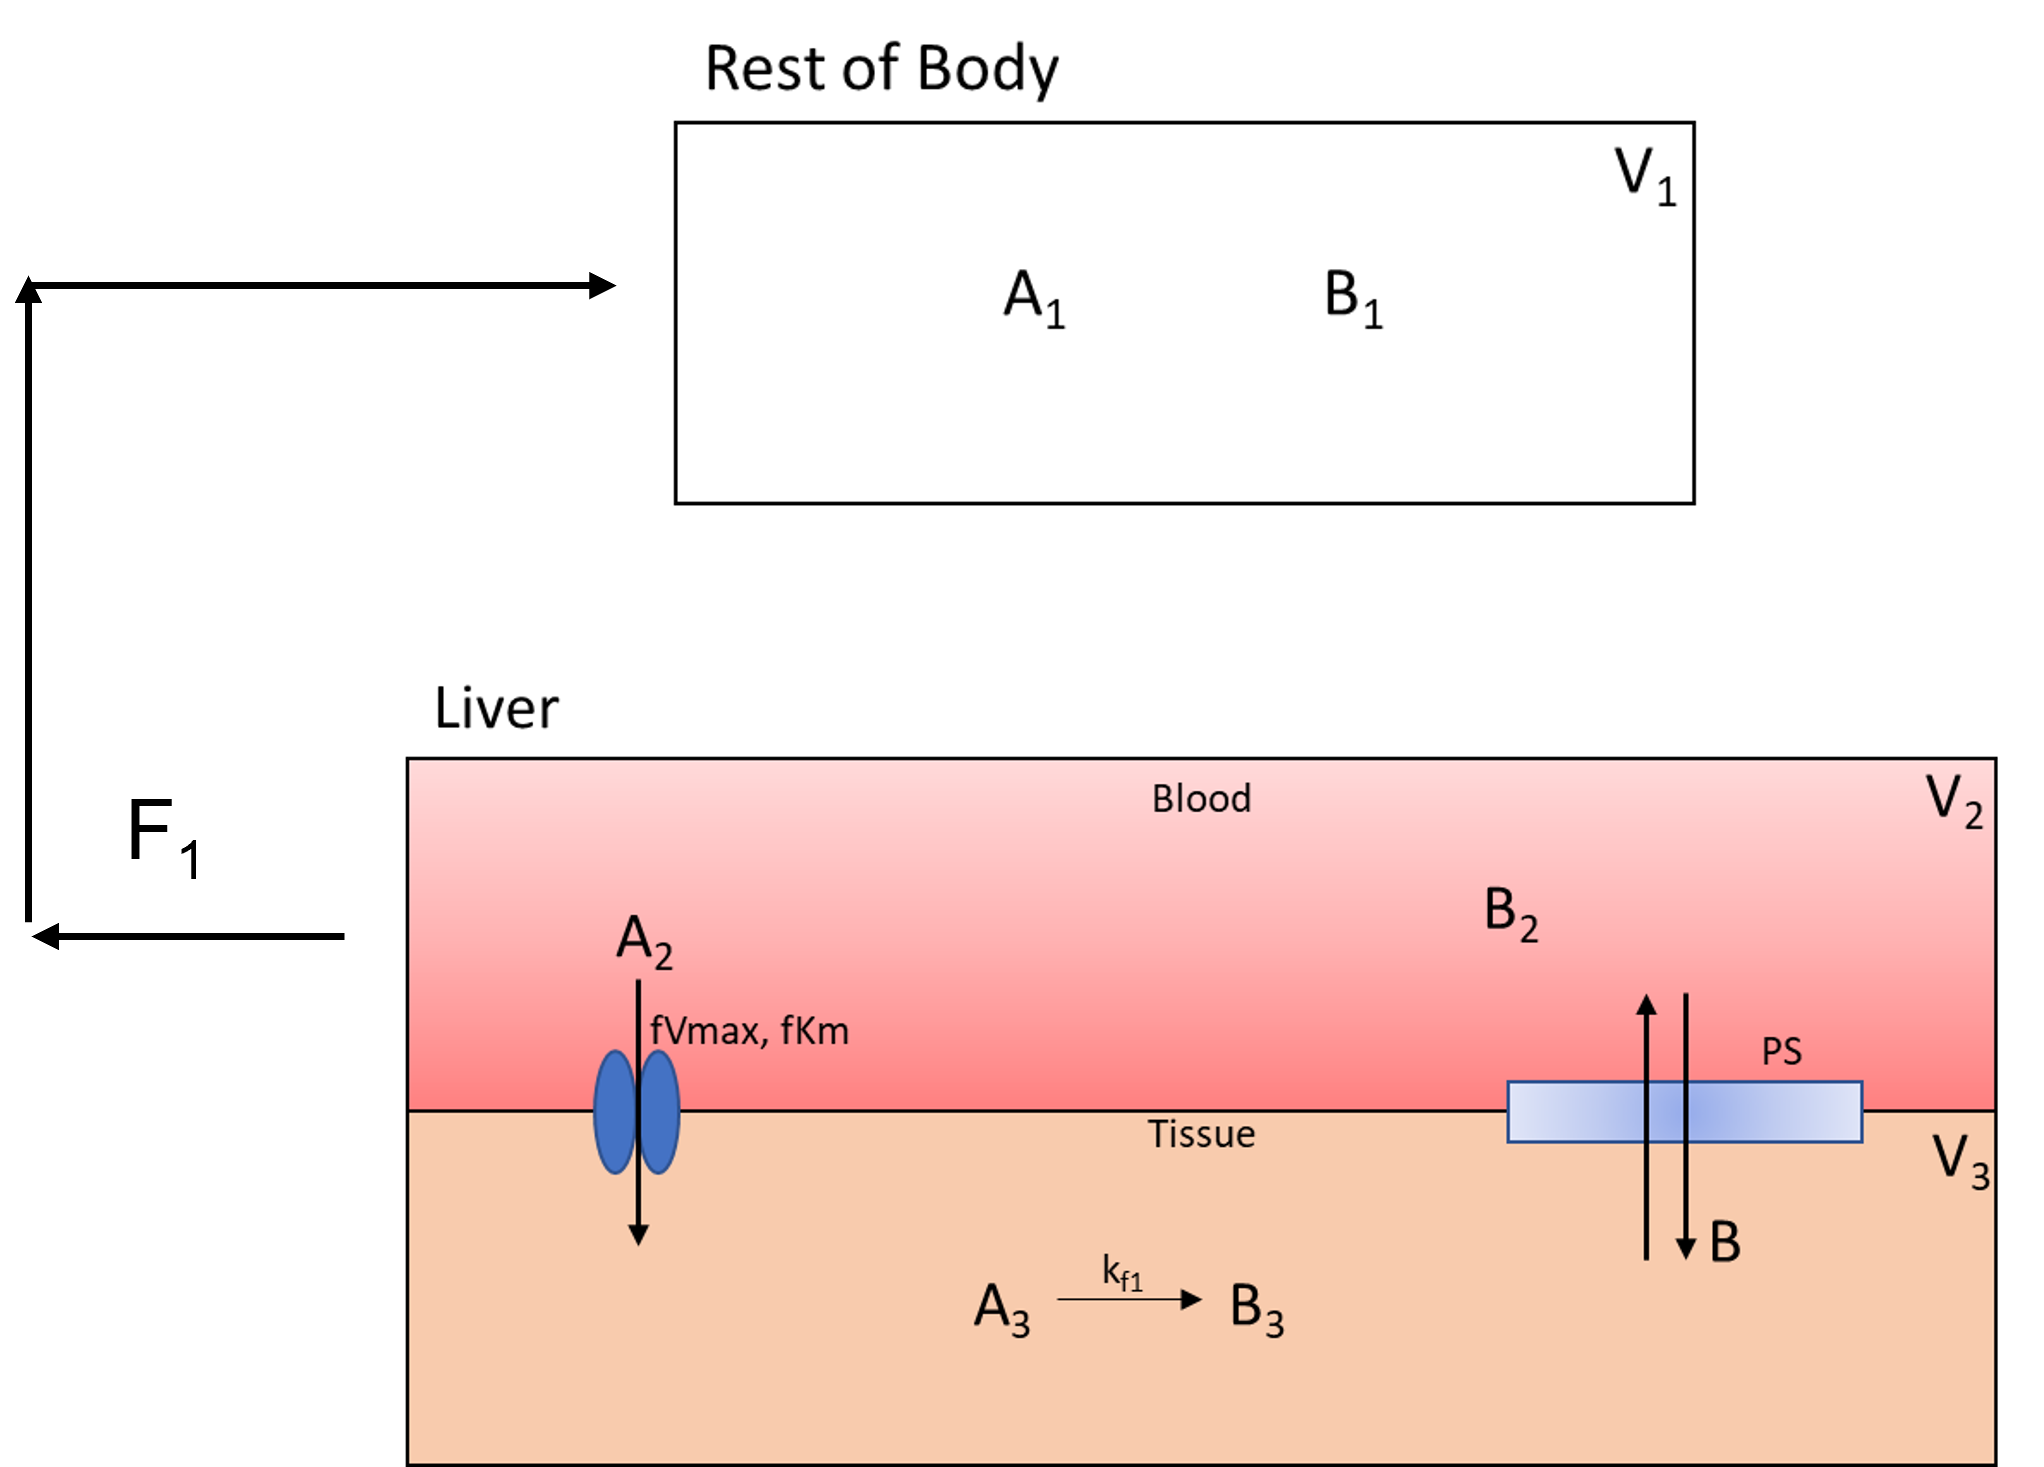 Rest of Body
V₁
A₁ B₁
Liver
Blood
V₂
F₁
B₂
A₂
fVmax, fKm
PS
Tissue
V₃
B
k_f1
A₃ B₃